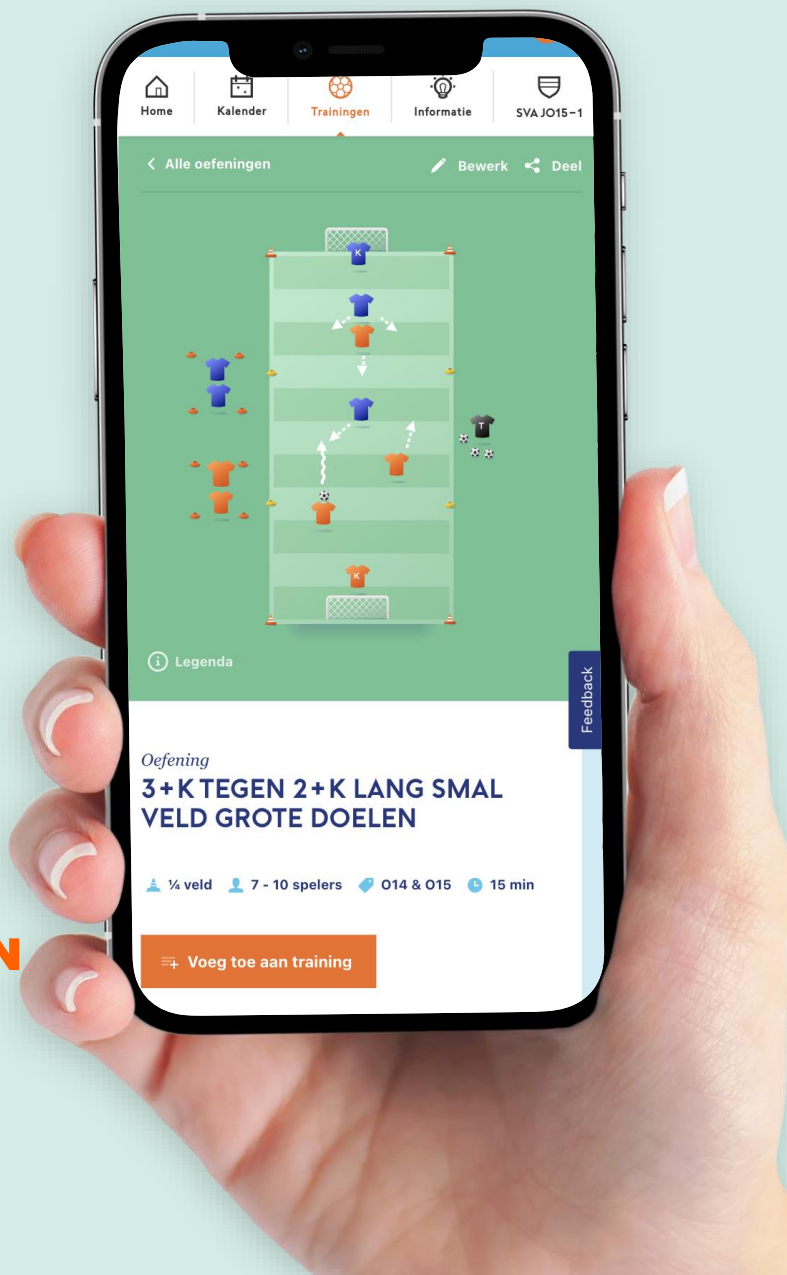 Home
Kalender
Trainingen
Informatie
SVA JO15-1
Alle oefeningen
Bewerk
Deel
K
T
K
Legenda
Feedback
Oefening
3+K TEGEN 2+K LANG SMAL
VELD GROTE DOELEN
¼ veld
7 - 10 spelers
O14 & O15
15 min
Voeg toe aan training
N